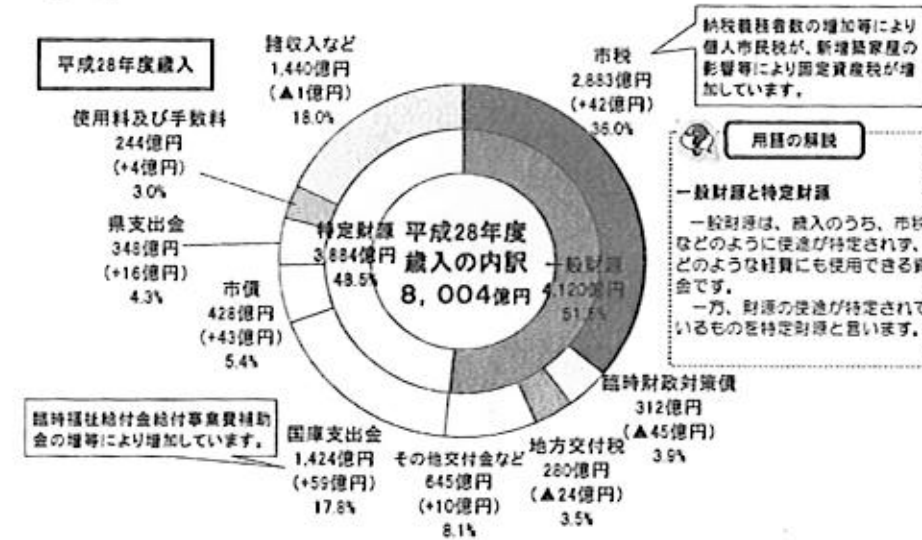 平成28年度歳入
諸収入など
1,440億円
(▲1億円)
18.0%
市税
2,883億円
(+42億円)
36.0%
納税義務者数の増加等により
個人市民税が、新増築家屋の
影響等により固定資産税が増
加しています。
使用料及び手数料
244億円
(+4億円)
3.0%
用語の解説
一般財源と特定財源
一般財源は、歳入のうち、市税
などのように使途が特定されず、
どのような経費にも使用できる資
金です。
一方、財源の使途が特定されて
いるものを特定財源と言います。
県支出金
348億円
(+16億円)
4.3%
特定財源
3,884億円
48.5%
平成28年度
歳入の内訳
8,004億円
一般財源
4,120億円
51.5%
市債
428億円
(+43億円)
5.4%
臨時財政対策債
312億円
(▲45億円)
3.9%
臨時福祉給付金給付事業費補助
金の増等により増加しています。
国庫支出金
1,424億円
(+59億円)
17.8%
その他交付金など
645億円
(+10億円)
8.1%
地方交付税
280億円
(▲24億円)
3.5%